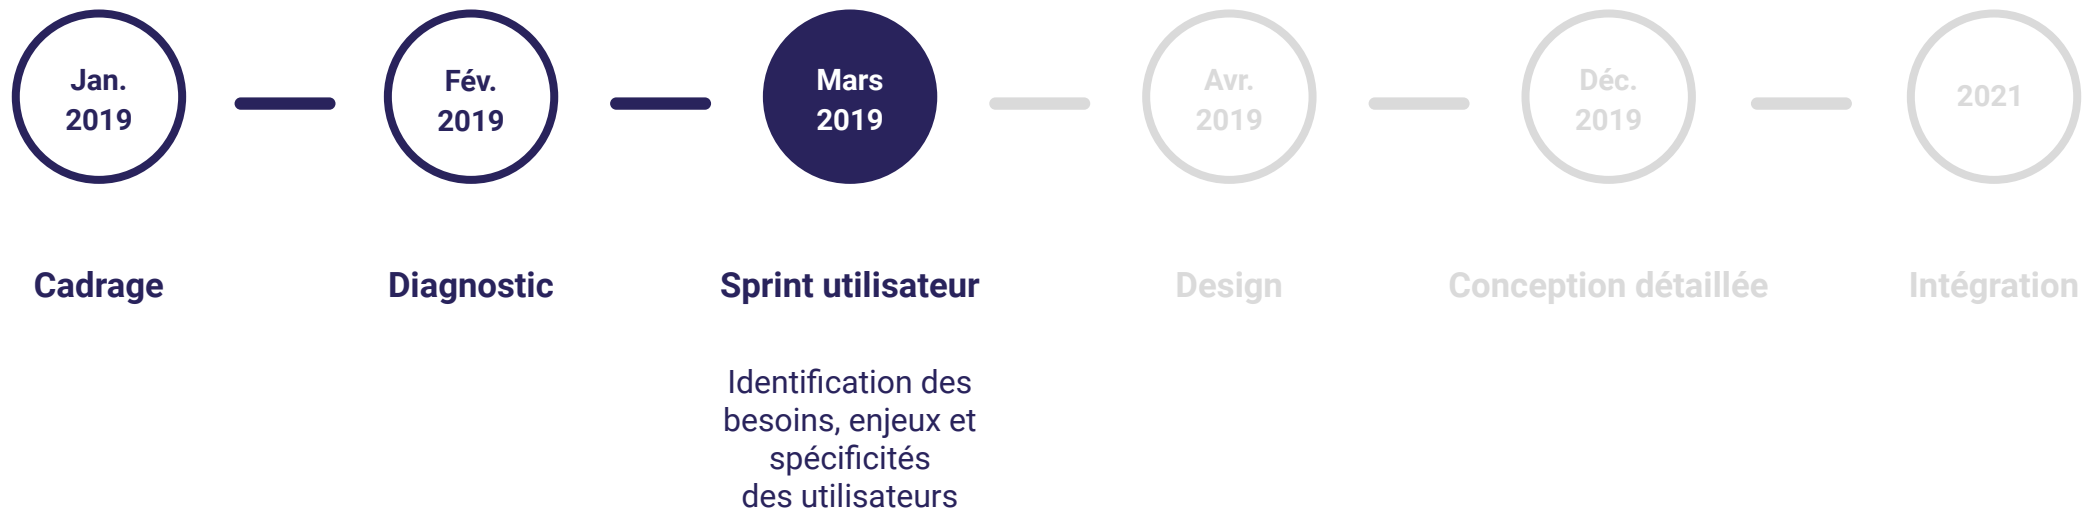 Jan.
2019
Fév.
2019
Mars
2019
Avr.
2019
Déc.
2019
2021
Cadrage
Diagnostic
Sprint utilisateur
Design
Conception détaillée
Intégration
Identification des
besoins, enjeux et
spécificités
des utilisateurs